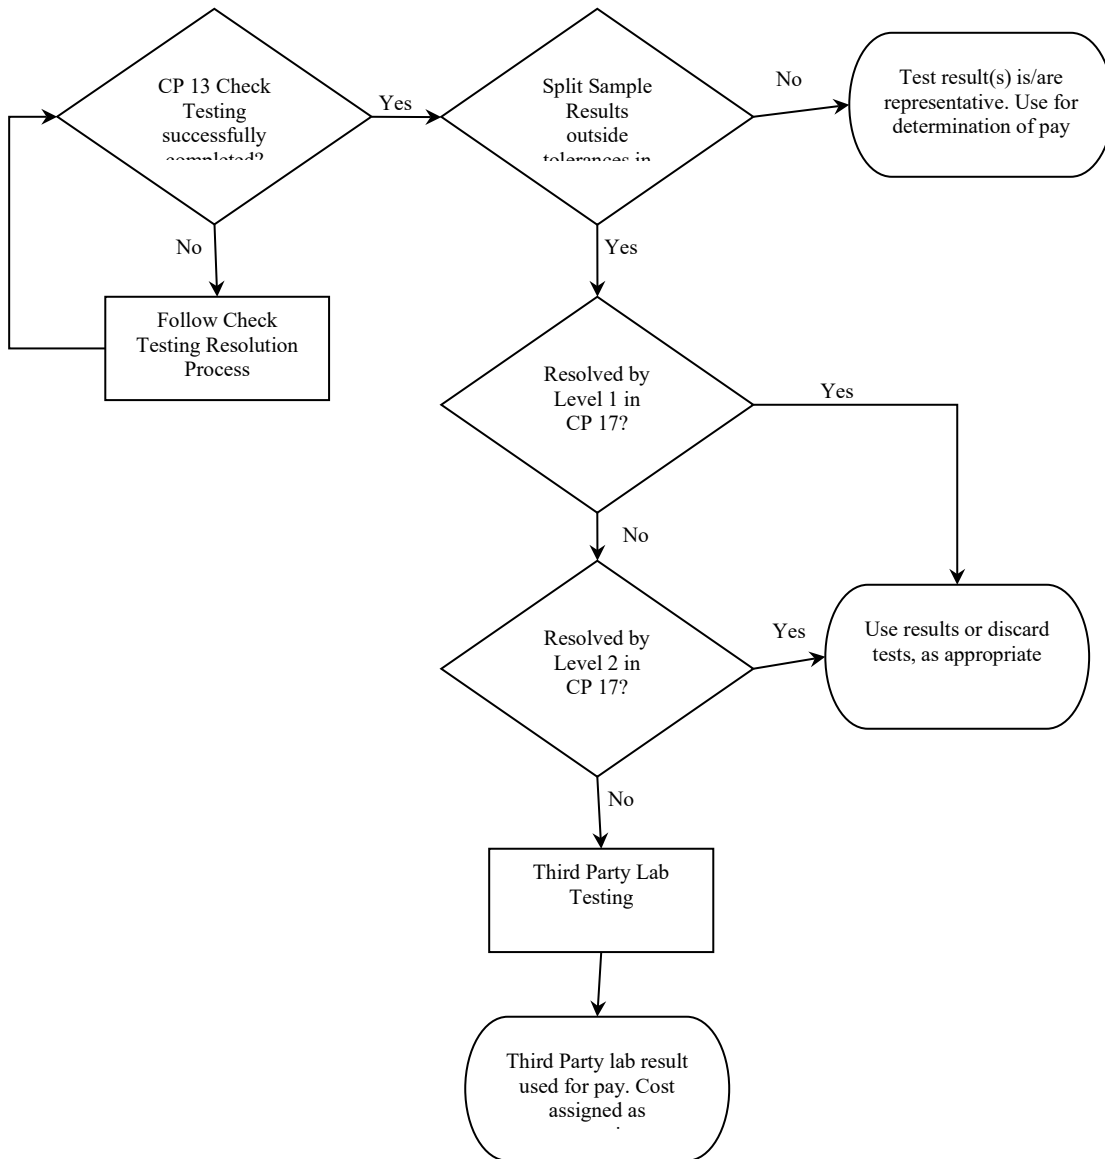 CP 13 Check
Testing
successfully
completed?
Yes
Split Sample
Results
outside
tolerances in
No
Test result(s) is/are
representative. Use for
determination of pay
No
Follow Check
Testing Resolution
Process
Yes
Resolved by
Level 1 in
CP 17?
Yes
No
Resolved by
Level 2 in
CP 17?
Yes
Use results or discard
tests, as appropriate
No
Third Party Lab
Testing
Third Party lab result
used for pay. Cost
assigned as